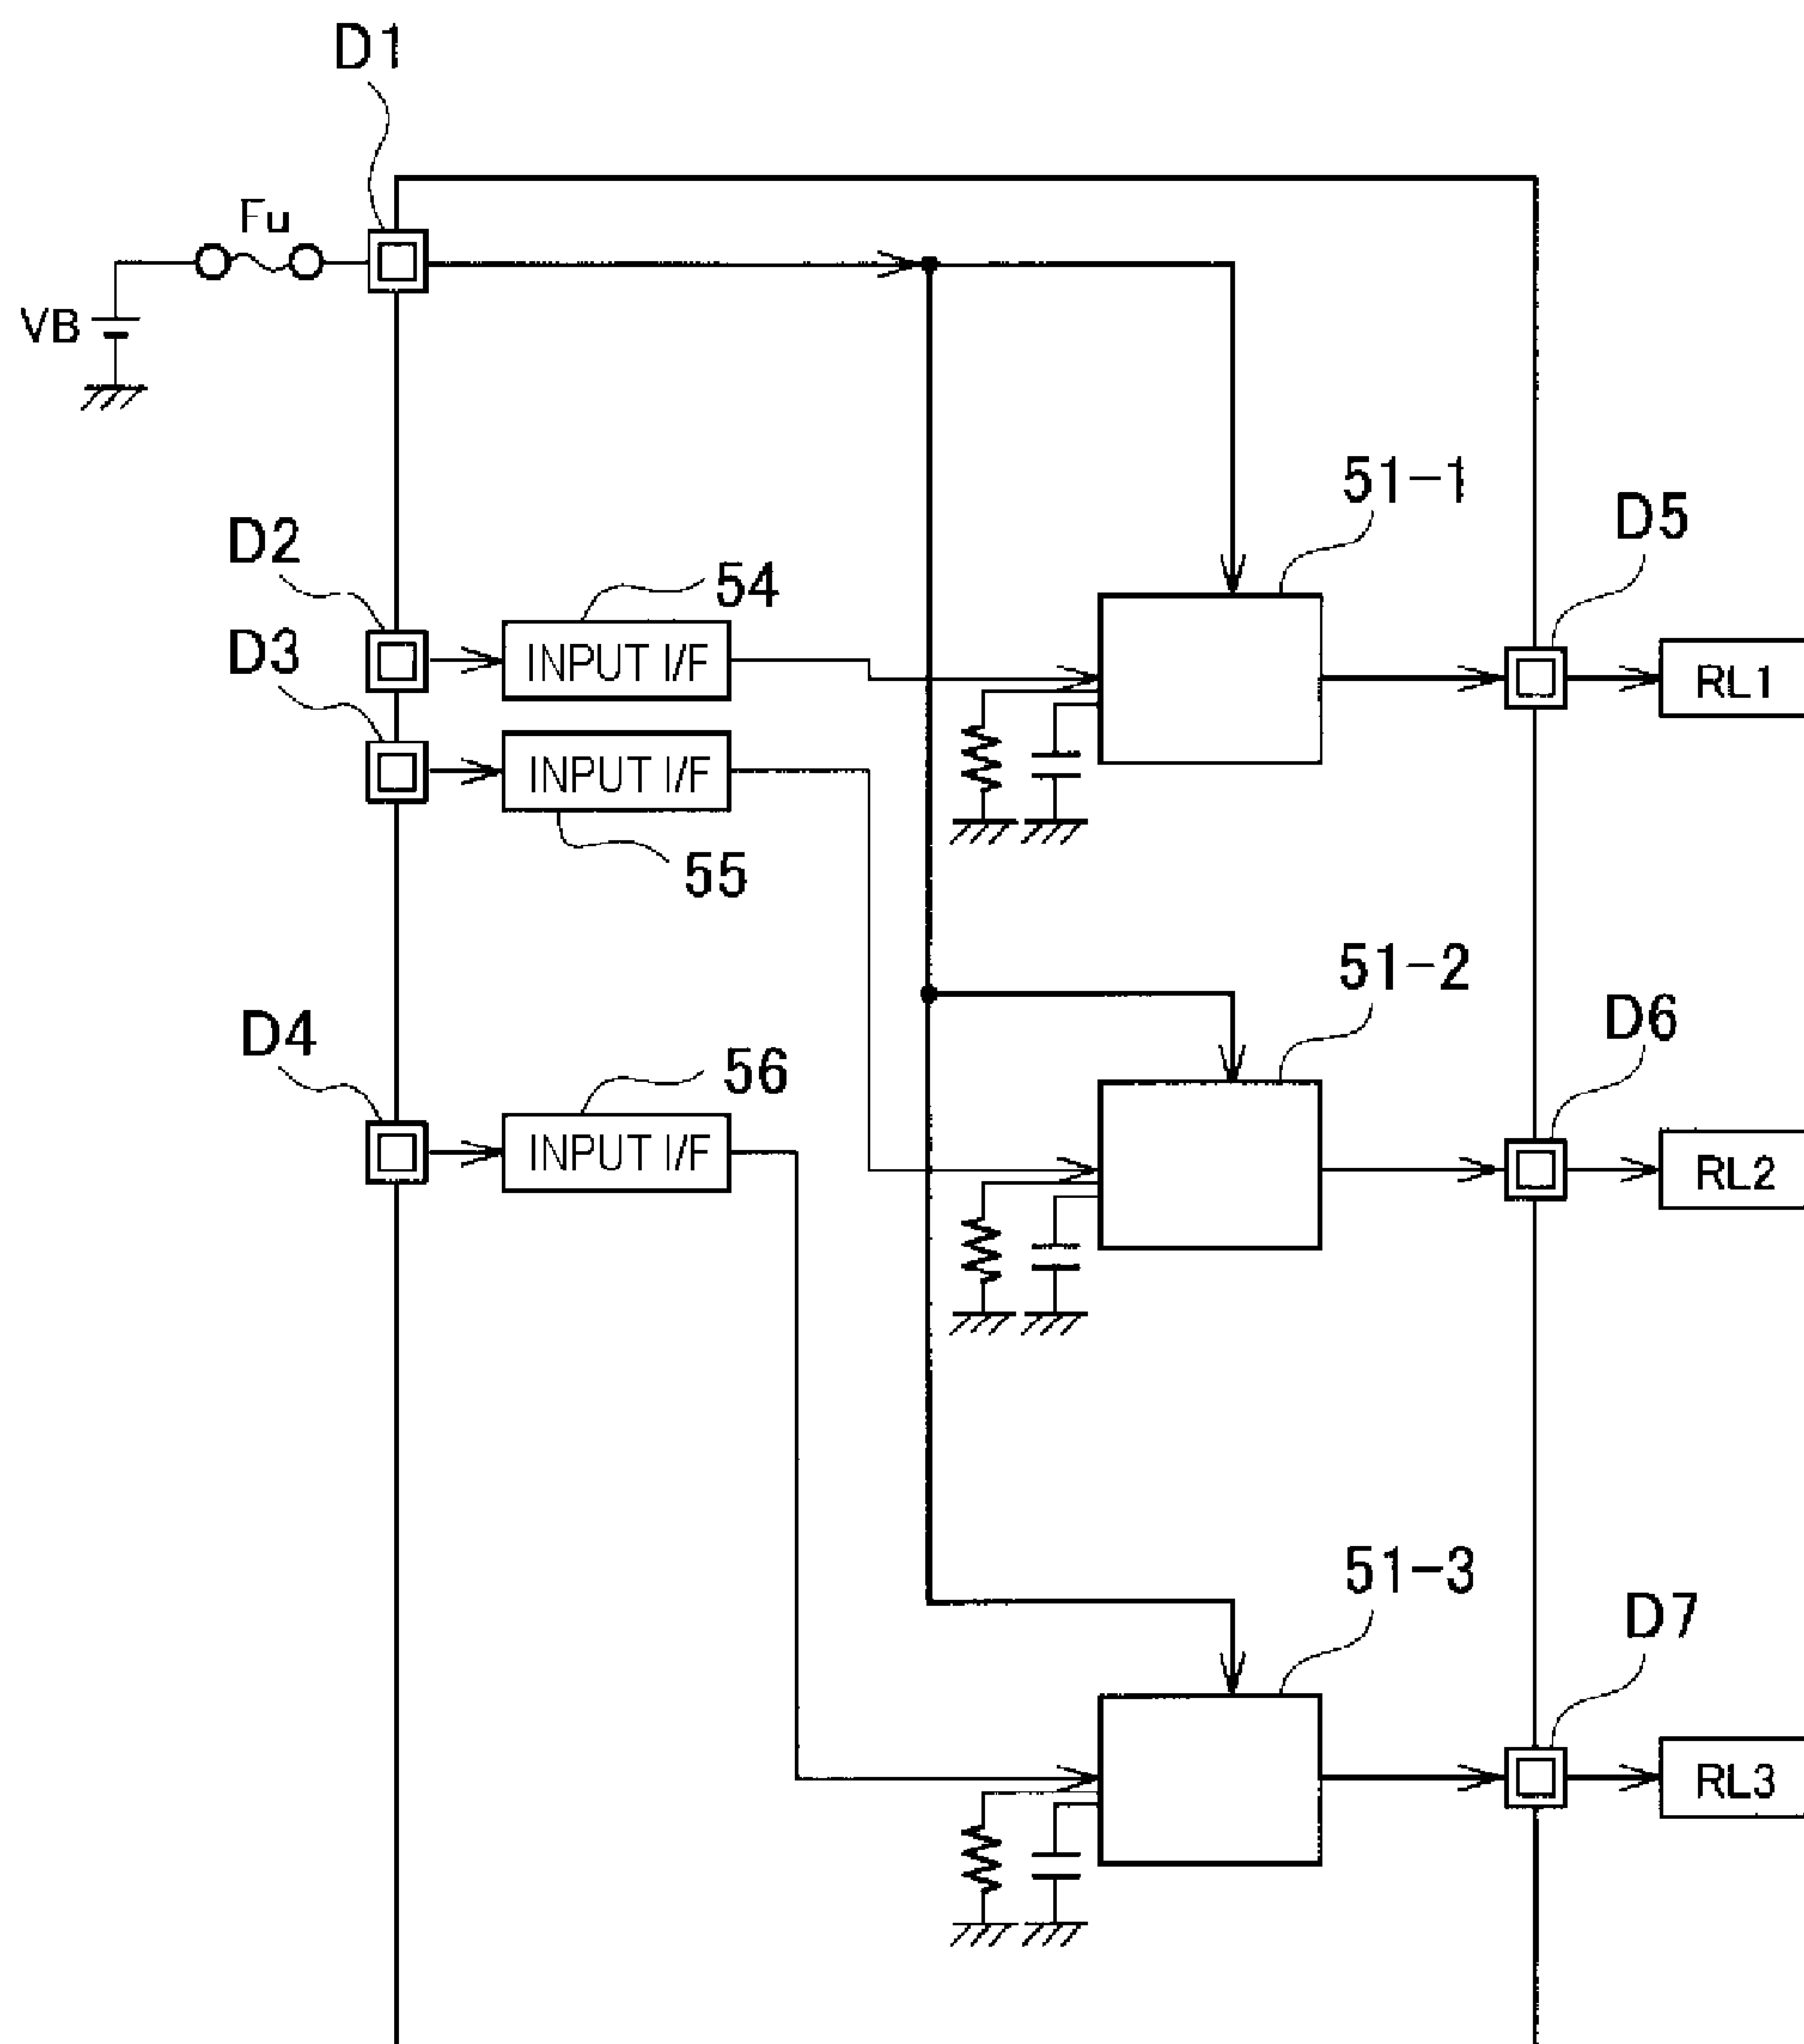 D1
Fu
VB
51-1
D5
D2
54
D3
INPUT I/F
RL1
INPUT I/F
55
51-2
D6
D4
56
INPUT I/F
RL2
51-3
D7
RL3